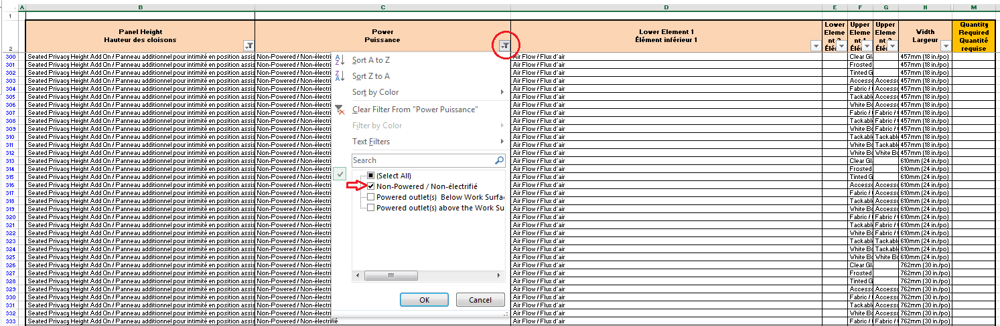 A B C D E F G H M
1
Panel Height Power Lower Element 1 Lower Upper Upper Width Quantity
Hauteur des cloisons Puissance Élément inférieur 1 Eleme Eleme Eleme Largeur Required
nt 1 nt Quantité
2 Élé Élé Élé requise
300 Seated Privacy Height Add On / Panneau additionnel pour intimité en position assis Non-Powered / Non-électri Air Flow / Flux d'air Clear Gl 457mm (18 in./po)
301 Seated Privacy Height Add On / Panneau additionnel pour intimité en position assis Non-Powered / Non-électri Air Flow / Flux d'air Frosted 457mm (18 in./po)
302 Seated Privacy Height Add On / Panneau additionnel pour intimité en position assis Non-Powered / Non-électri Air Flow / Flux d'air Tinted G 457mm (18 in./po)
303 Seated Privacy Height Add On / Panneau additionnel pour intimité en position assis Non-Powered / Non-électri Air Flow / Flux d'air Accesso Accesso 457mm (18 in./po)
304 Seated Privacy Height Add On / Panneau additionnel pour intimité en position assis Non-Powered / Non-électri Air Flow / Flux d'air Fabric / Accesso 457mm (18 in./po)
305 Seated Privacy Height Add On / Panneau additionnel pour intimité en position assis Non-Powered / Non-électri Air Flow / Flux d'air Tackabl Accesso 457mm (18 in./po)
306 Seated Privacy Height Add On / Panneau additionnel pour intimité en position assis Non-Powered / Non-électri Air Flow / Flux d'air White Bo Accesso 457mm (18 in./po)
307 Seated Privacy Height Add On / Panneau additionnel pour intimité en position assis Non-Powered / Non-électri Air Flow / Flux d'air Fabric / Fabric / 457mm (18 in./po)
308 Seated Privacy Height Add On / Panneau additionnel pour intimité en position assis Non-Powered / Non-électri Air Flow / Flux d'air Tackabl Fabric / 457mm (18 in./po)
309 Seated Privacy Height Add On / Panneau additionnel pour intimité en position assis Non-Powered / Non-électri Air Flow / Flux d'air White Bo Fabric / 457mm (18 in./po)
310 Seated Privacy Height Add On / Panneau additionnel pour intimité en position assis Non-Powered / Non-électri Air Flow / Flux d'air Tackabl Tackabl 457mm (18 in./po)
311 Seated Privacy Height Add On / Panneau additionnel pour intimité en position assis Non-Powered / Non-électri Air Flow / Flux d'air White Bo Tackabl 457mm (18 in./po)
312 Seated Privacy Height Add On / Panneau additionnel pour intimité en position assis Non-Powered / Non-électri Air Flow / Flux d'air White Bo White Bo 457mm (18 in./po)
313 Seated Privacy Height Add On / Panneau additionnel pour intimité en position assis Non-Powered / Non-électri Air Flow / Flux d'air Clear Gl 610mm (24 in./po)
314 Seated Privacy Height Add On / Panneau additionnel pour intimité en position assis Non-Powered / Non-électri Air Flow / Flux d'air Frosted 610mm (24 in./po)
315 Seated Privacy Height Add On / Panneau additionnel pour intimité en position assis Non-Powered / Non-électri Air Flow / Flux d'air Tinted G 610mm (24 in./po)
316 Seated Privacy Height Add On / Panneau additionnel pour intimité en position assis Non-Powered / Non-électri Air Flow / Flux d'air Accesso Accesso 610mm (24 in./po)
317 Seated Privacy Height Add On / Panneau additionnel pour intimité en position assis Non-Powered / Non-électri Air Flow / Flux d'air Fabric / Accesso 610mm (24 in./po)
318 Seated Privacy Height Add On / Panneau additionnel pour intimité en position assis Non-Powered / Non-électri Air Flow / Flux d'air Tackabl Accesso 610mm (24 in./po)
319 Seated Privacy Height Add On / Panneau additionnel pour intimité en position assis Non-Powered / Non-électri Air Flow / Flux d'air White Bo Accesso 610mm (24 in./po)
320 Seated Privacy Height Add On / Panneau additionnel pour intimité en position assis Non-Powered / Non-électri Air Flow / Flux d'air Fabric / Fabric / 610mm (24 in./po)
321 Seated Privacy Height Add On / Panneau additionnel pour intimité en position assis Non-Powered / Non-électri Air Flow / Flux d'air Tackabl Fabric / 610mm (24 in./po)
322 Seated Privacy Height Add On / Panneau additionnel pour intimité en position assis Non-Powered / Non-électri Air Flow / Flux d'air White Bo Fabric / 610mm (24 in./po)
323 Seated Privacy Height Add On / Panneau additionnel pour intimité en position assis Non-Powered / Non-électri Air Flow / Flux d'air Tackabl Tackabl 610mm (24 in./po)
324 Seated Privacy Height Add On / Panneau additionnel pour intimité en position assis Non-Powered / Non-électri Air Flow / Flux d'air White Bo Tackabl 610mm (24 in./po)
325 Seated Privacy Height Add On / Panneau additionnel pour intimité en position assis Non-Powered / Non-électri Air Flow / Flux d'air White Bo White Bo 610mm (24 in./po)
326 Seated Privacy Height Add On / Panneau additionnel pour intimité en position assis Non-Powered / Non-électri Air Flow / Flux d'air Clear Gl 762mm (30 in./po)
327 Seated Privacy Height Add On / Panneau additionnel pour intimité en position assis Non-Powered / Non-électri Air Flow / Flux d'air Frosted 762mm (30 in./po)
328 Seated Privacy Height Add On / Panneau additionnel pour intimité en position assis Non-Powered / Non-électri Air Flow / Flux d'air Tinted G 762mm (30 in./po)
329 Seated Privacy Height Add On / Panneau additionnel pour intimité en position assis Non-Powered / Non-électri Air Flow / Flux d'air Accesso Accesso 762mm (30 in./po)
330 Seated Privacy Height Add On / Panneau additionnel pour intimité en position assis Non-Powered / Non-électri Air Flow / Flux d'air Fabric / Accesso 762mm (30 in./po)
331 Seated Privacy Height Add On / Panneau additionnel pour intimité en position assis Non-Powered / Non-électri Air Flow / Flux d'air Tackabl Accesso 762mm (30 in./po)
332 Seated Privacy Height Add On / Panneau additionnel pour intimité en position assis Non-Powered / Non-électri Air Flow / Flux d'air White Bo Accesso 762mm (30 in./po)
333 Seated Privacy Height Add On / Panneau additionnel pour intimité en position assis Non-Powered / Non-électrifié Air Flow / Flux d'air Fabric / Fabric / 762mm (30 in./po)
Sort A to Z
Sort Z to A
Sort by Color
Clear Filter From "Power Puissance"
Filter by Color
Text Filters
Search
(Select All)
Non-Powered / Non-électrifié
Powered outlet(s) Below Work Surfac
Powered outlet(s) above the Work Su
OK Cancel